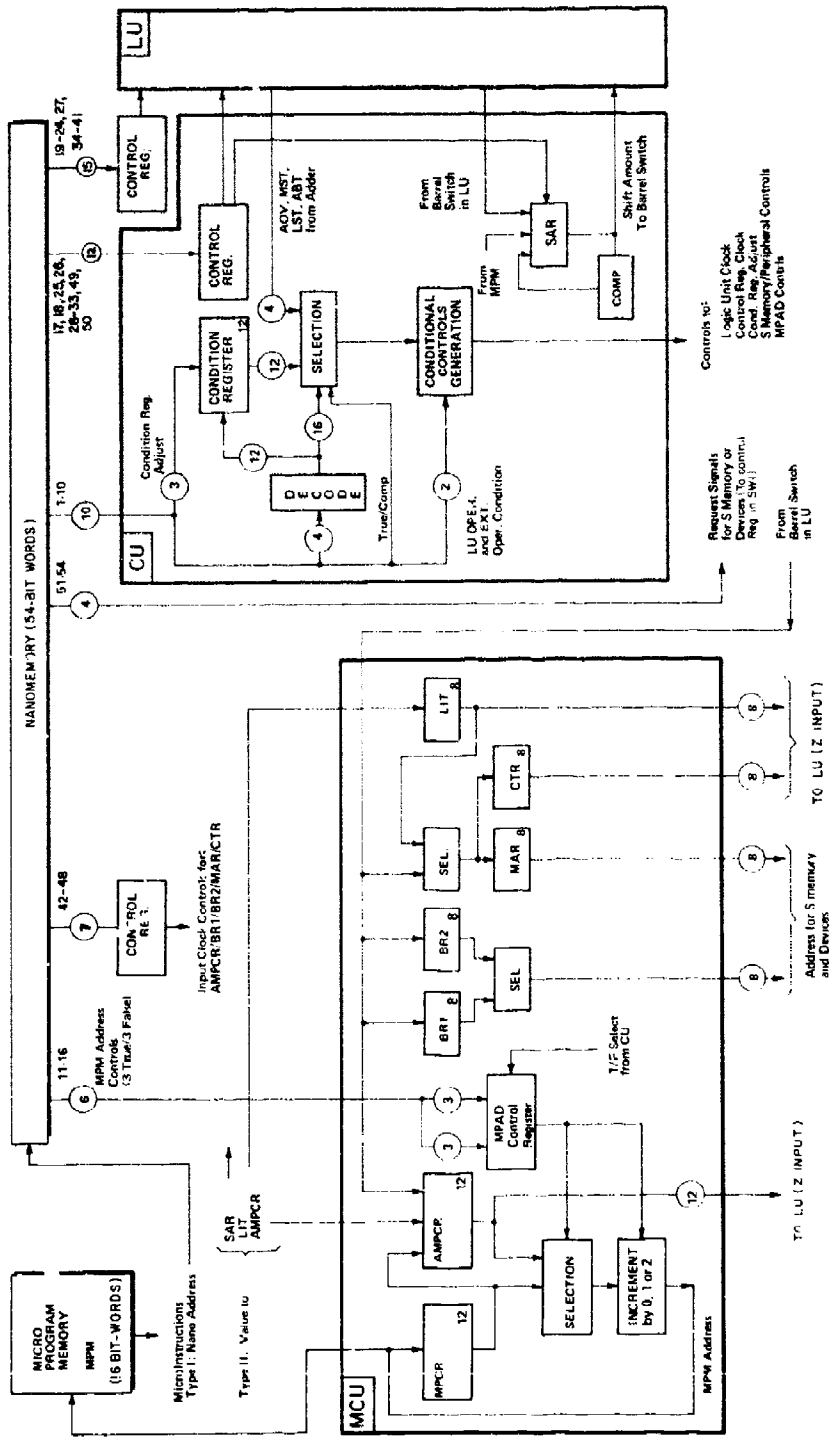 MICRO
PROGRAM
MEMORY
MPM
(16 BIT-WORDS)
MicroInstructions
Type I: Nano Address
Type II. Value to
SAR
LIT
AMPCR
NANOMEMORY (54-BIT WORDS)
11-16
6
MPM Address
Controls
(3 True/3 False)
42-48
7
CONTROL
REG.
Input Clock Controls for:
AMPCR/BR1/BR2/MAR/CTR
51-54
4
1-10
10
17, 18, 25, 26,
28-33, 49,
50
12
19-24, 27,
34-41
15
CONTROL
REG.
LU
CU
Condition Reg.
Adjust
3
CONDITION
REGISTER
12
CONTROL
REG.
AOV, MST,
LST, ABT
from Adder
12
12
4
DECODE
4
16
SELECTION
True/Comp
From
Barrel
Switch
in LU
From
MPM
SAR
COMP
Shift Amount
To Barrel Switch
LU OPER.
and EXT.
Oper. Condition
2
CONDITIONAL
CONTROLS
GENERATION
Controls to:
Logic Unit Clock
Control Reg. Clock
Cond. Reg. Adjust
S Memory/Peripheral Controls
MPAD Contrls
Request Signals
for S Memory or
Devices (To control
Reg in SWI)
From
Barrel Switch
in LU
MCU
MPCR
12
AMPCR
12
3
3
MPAD
Control
Register
T/F Select
from CU
BR1
8
BR2
8
SEL
SEL.
LIT
8
MAR
8
CTR
8
SELECTION
INCREMENT
by 0, 1 or 2
MPM Address
12
8
8
8
8
TO LU (Z INPUT)
Address for S memory
and Devices
TO LU (Z INPUT)